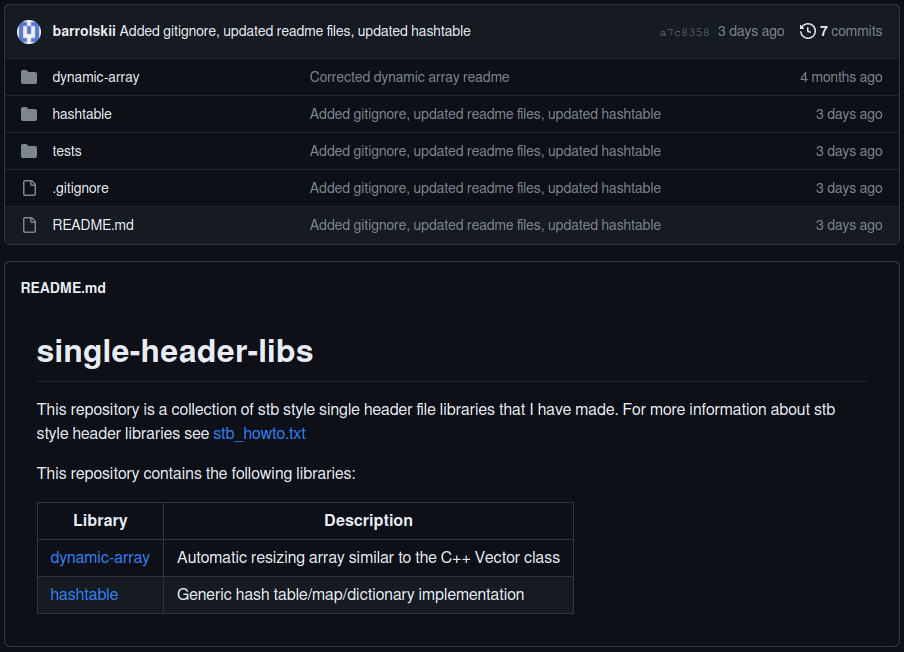 barrolskii Added gitignore, updated readme files, updated hashtable a7c8358 3 days ago 7 commits
dynamic-array Corrected dynamic array readme 4 months ago
hashtable Added gitignore, updated readme files, updated hashtable 3 days ago
tests Added gitignore, updated readme files, updated hashtable 3 days ago
.gitignore Added gitignore, updated readme files, updated hashtable 3 days ago
README.md Added gitignore, updated readme files, updated hashtable 3 days ago
README.md
single-header-libs
This repository is a collection of stb style single header file libraries that I have made. For more information about stb
style header libraries see stb_howto.txt
This repository contains the following libraries:
Library Description
dynamic-array Automatic resizing array similar to the C++ Vector class
hashtable Generic hash table/map/dictionary implementation